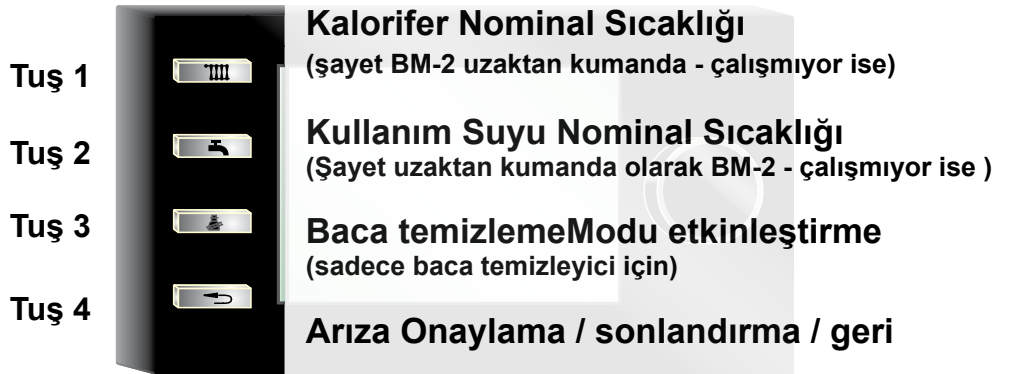 Kalorifer Nominal Sıcaklığı
Tuş 1 (şayet BM-2 uzaktan kumanda - çalışmıyor ise)
Kullanım Suyu Nominal Sıcaklığı
Tuş 2 (Şayet uzaktan kumanda olarak BM-2 - çalışmıyor ise )
Tuş 3 Baca temizlemeModu etkinleştirme
(sadece baca temizleyici için)
Tuş 4 Arıza Onaylama / sonlandırma / geri